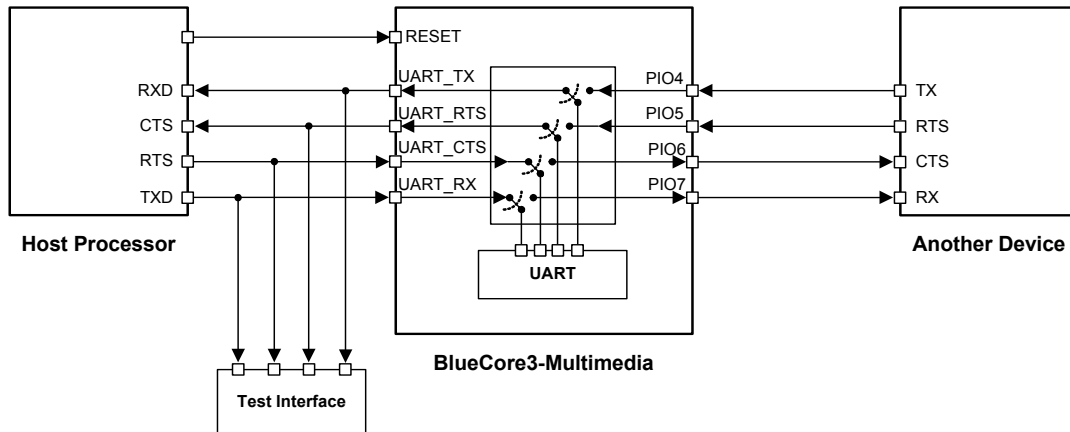 RESET
RXD
UART_TX
PIO4
TX
CTS
UART_RTS
PIO5
RTS
RTS
UART_CTS
PIO6
CTS
TXD
UART_RX
PIO7
RX
Host Processor
Another Device
UART
BlueCore3-Multimedia
Test Interface